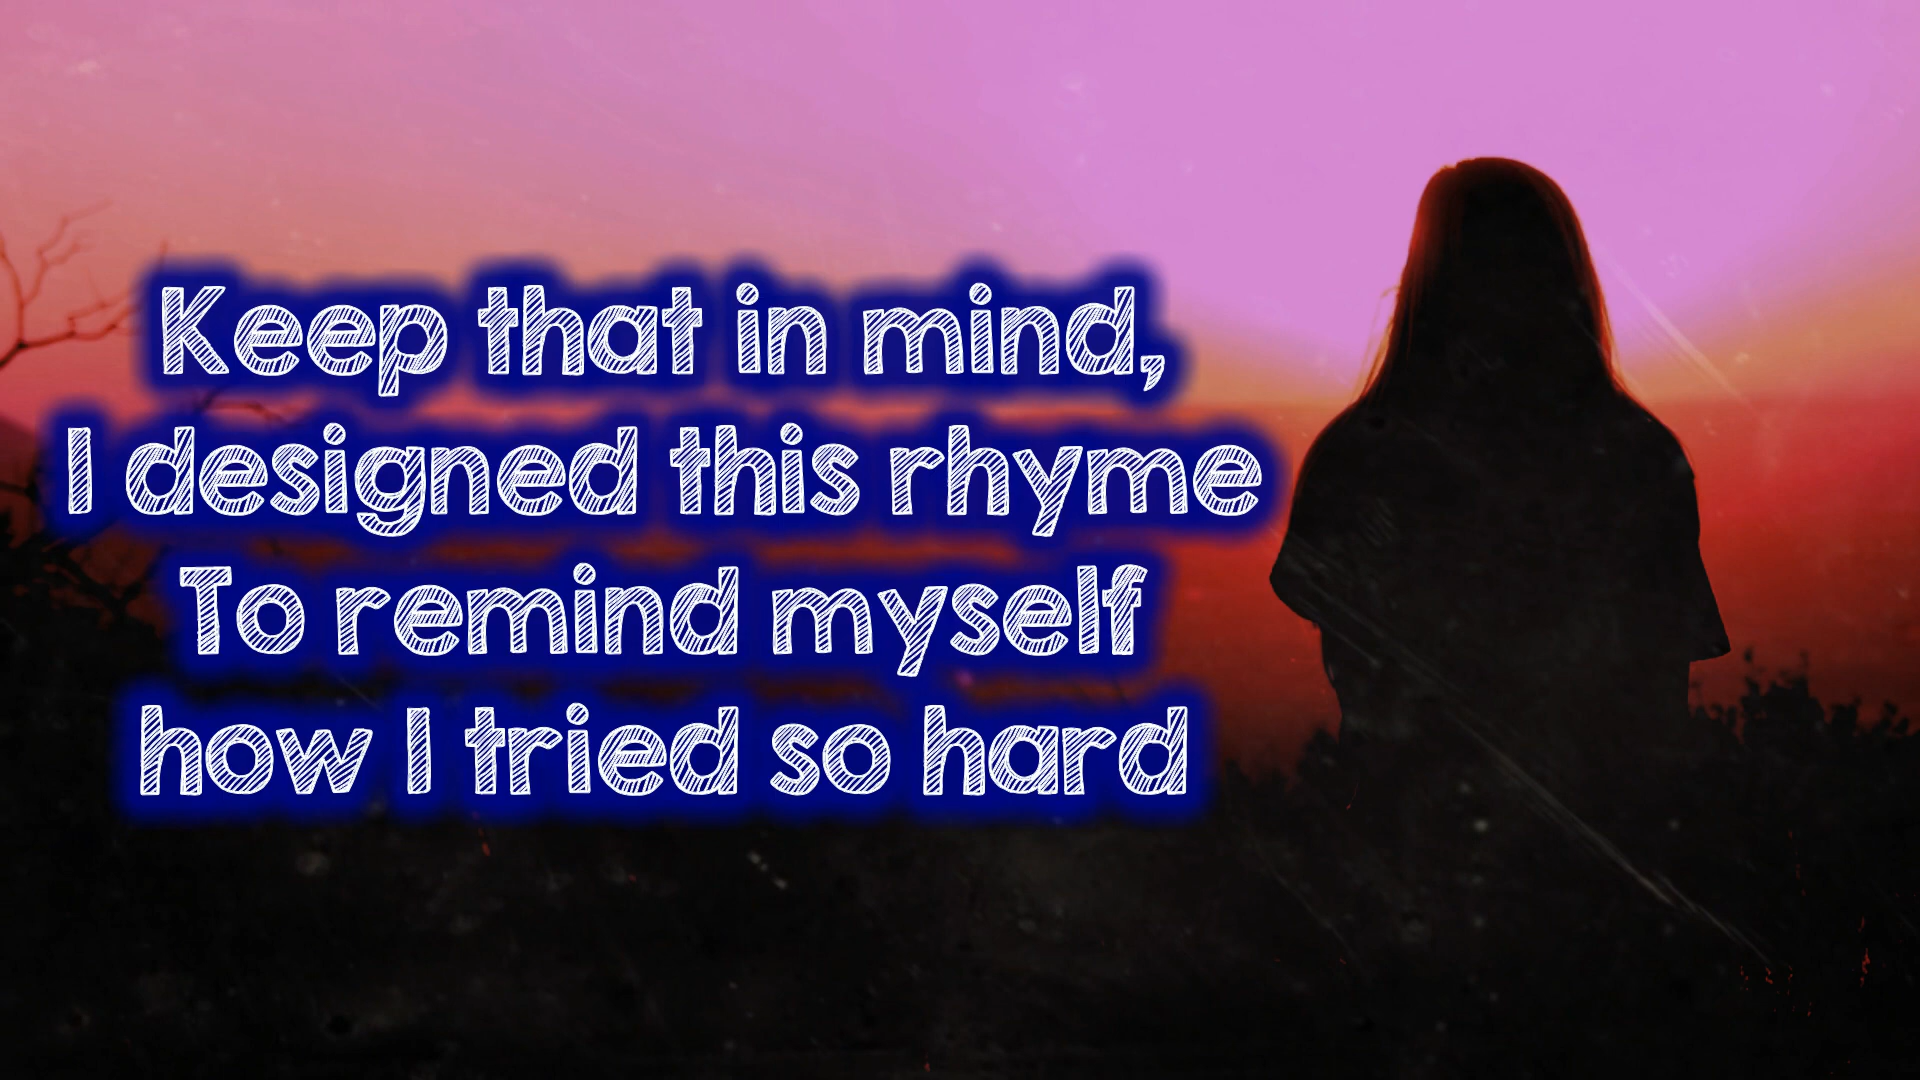 Keep that in mind,
I designed this rhyme
To remind myself
how I tried so hard